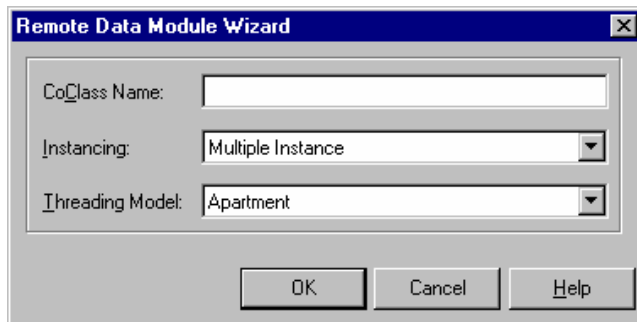 Remote Data Module Wizard
CoClass Name:
Instancing: Multiple Instance
Threading Model: Apartment
OK Cancel Help